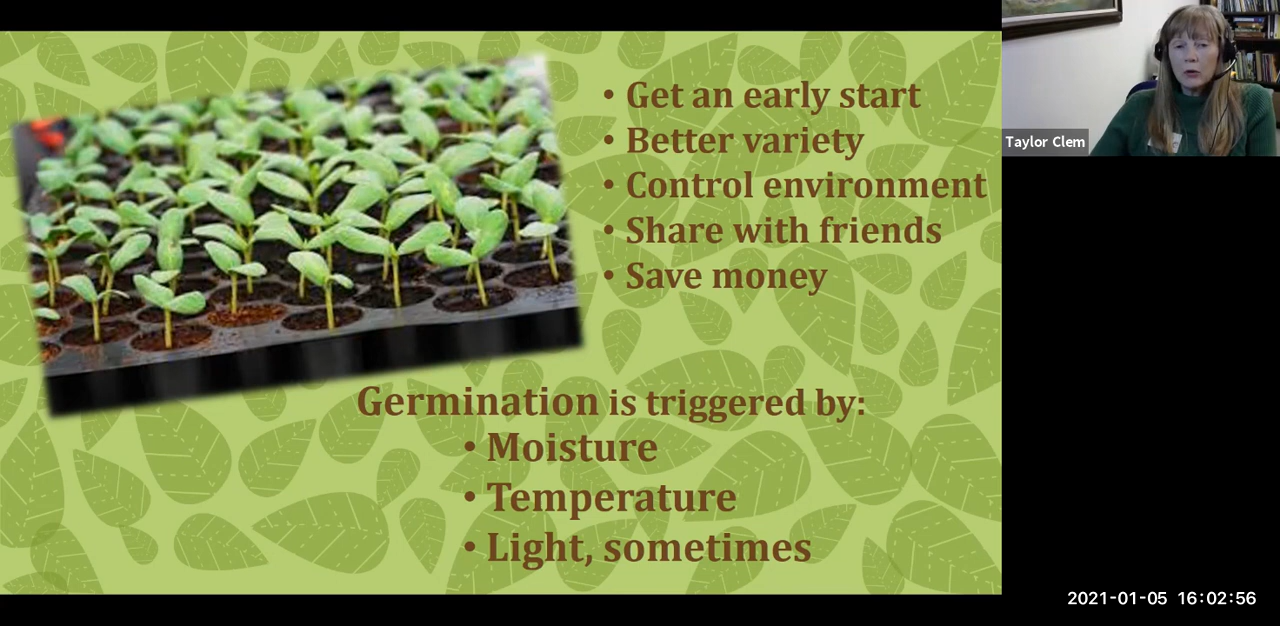 • Get an early start
• Better variety
• Control environment
• Share with friends
• Save money
Germination is triggered by:
• Moisture
• Temperature
• Light, sometimes
Taylor Clem
2021-01-05 16:02:56